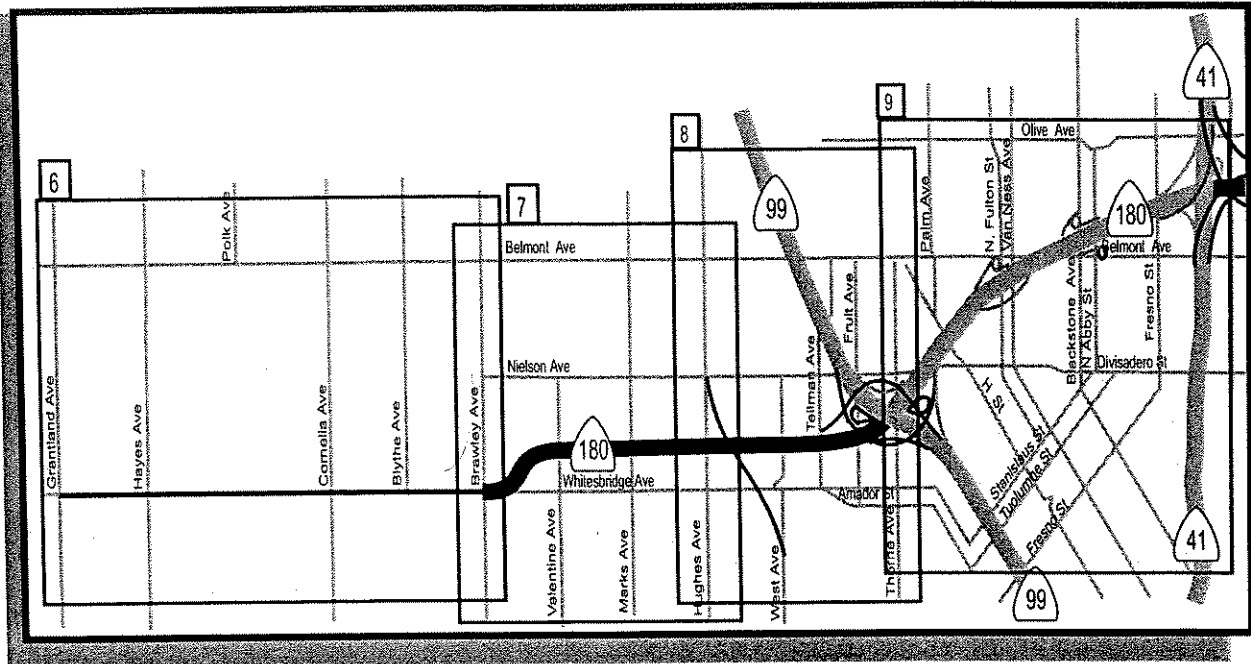 41
9
Olive Ave
8
6
7
99
Polk Ave
Palm Ave
N. Fulton St
Van Ness Ave
180
Belmont Ave
Belmont Ave
Fruit Ave
Blackstone Ave
N Abby St
Fresno St
Nielson Ave
Tellman Ave
Divisadero St
H St
Grantland Ave
Hayes Ave
Cornelia Ave
Blythe Ave
Brawley Ave
180
Whitesbridge Ave
Amador St
Stanislaus St
Tuolumne St
Fresno St
Valentine Ave
Marks Ave
Hughes Ave
West Ave
Thorne Ave
41
99